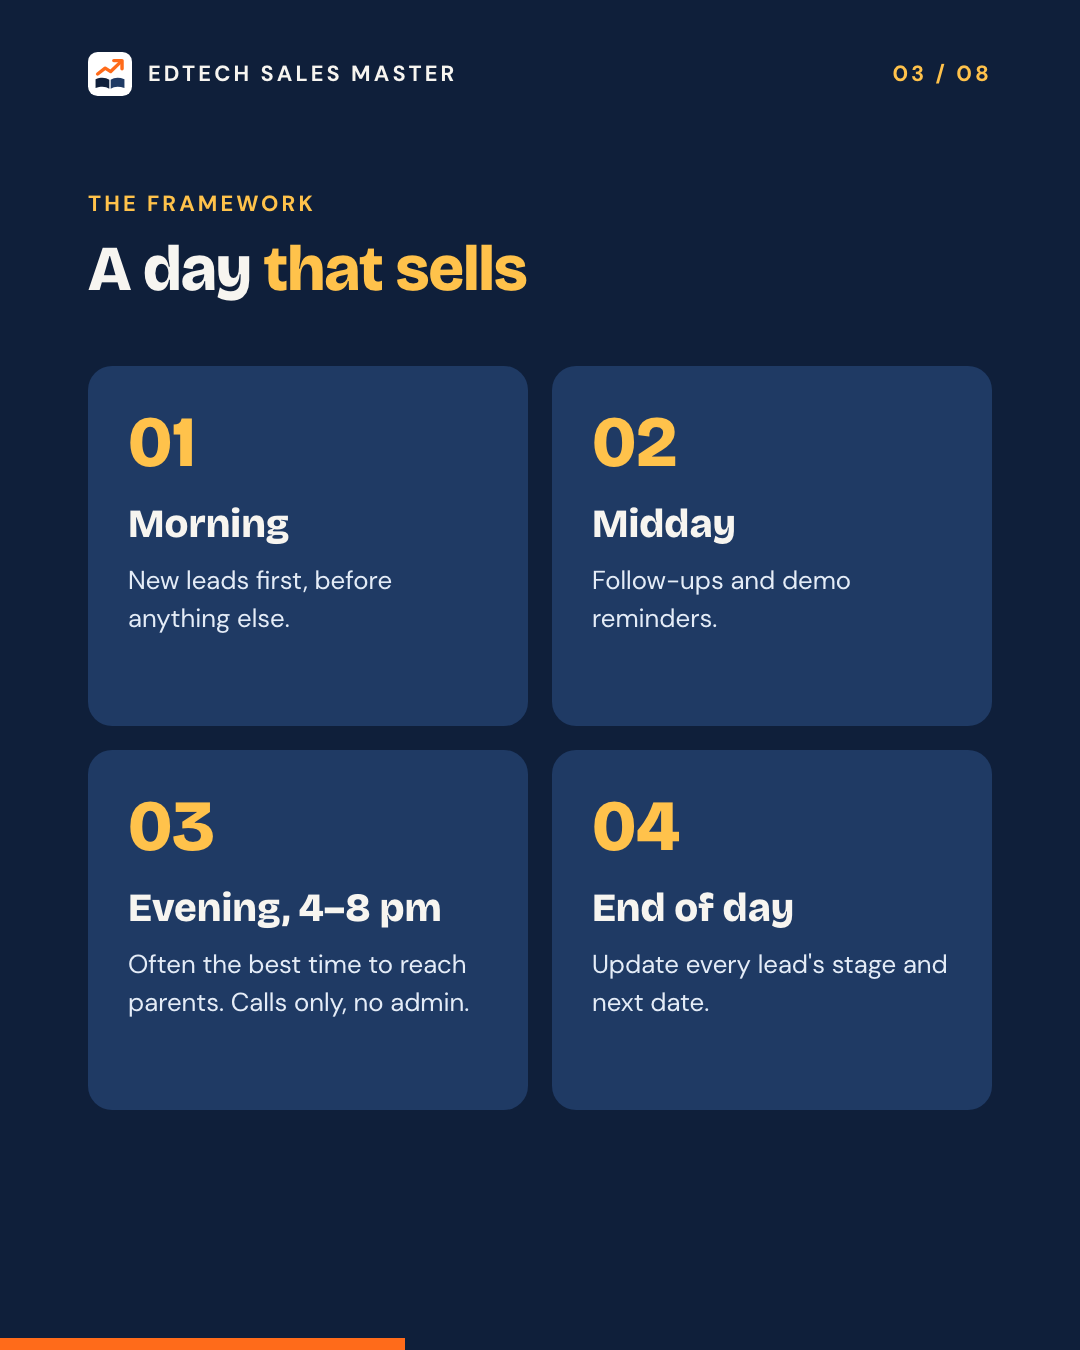 EDTECH SALES MASTER
03 / 08
THE FRAMEWORK
A day that sells
01
Morning
New leads first, before
anything else.
02
Midday
Follow-ups and demo
reminders.
03
Evening, 4–8 pm
Often the best time to reach
parents. Calls only, no admin.
04
End of day
Update every lead's stage and
next date.